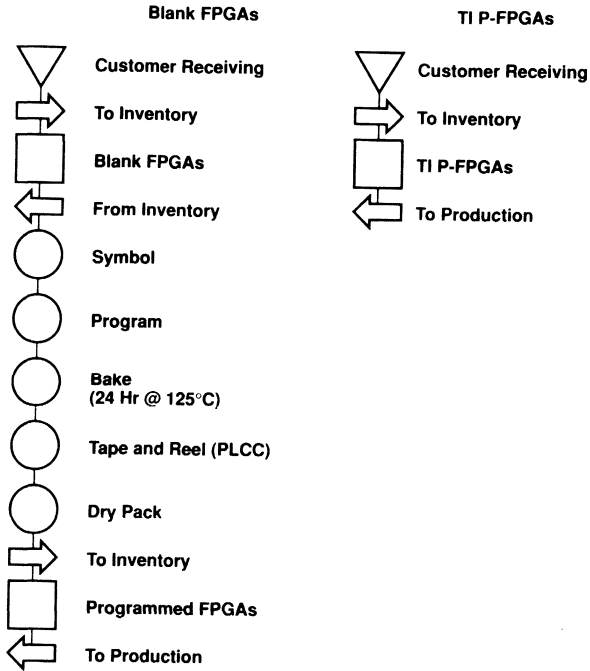 Blank FPGAs
Customer Receiving
To Inventory
Blank FPGAs
From Inventory
Symbol
Program
Bake
(24 Hr @ 125°C)
Tape and Reel (PLCC)
Dry Pack
To Inventory
Programmed FPGAs
To Production
TI P-FPGAs
Customer Receiving
To Inventory
TI P-FPGAs
To Production